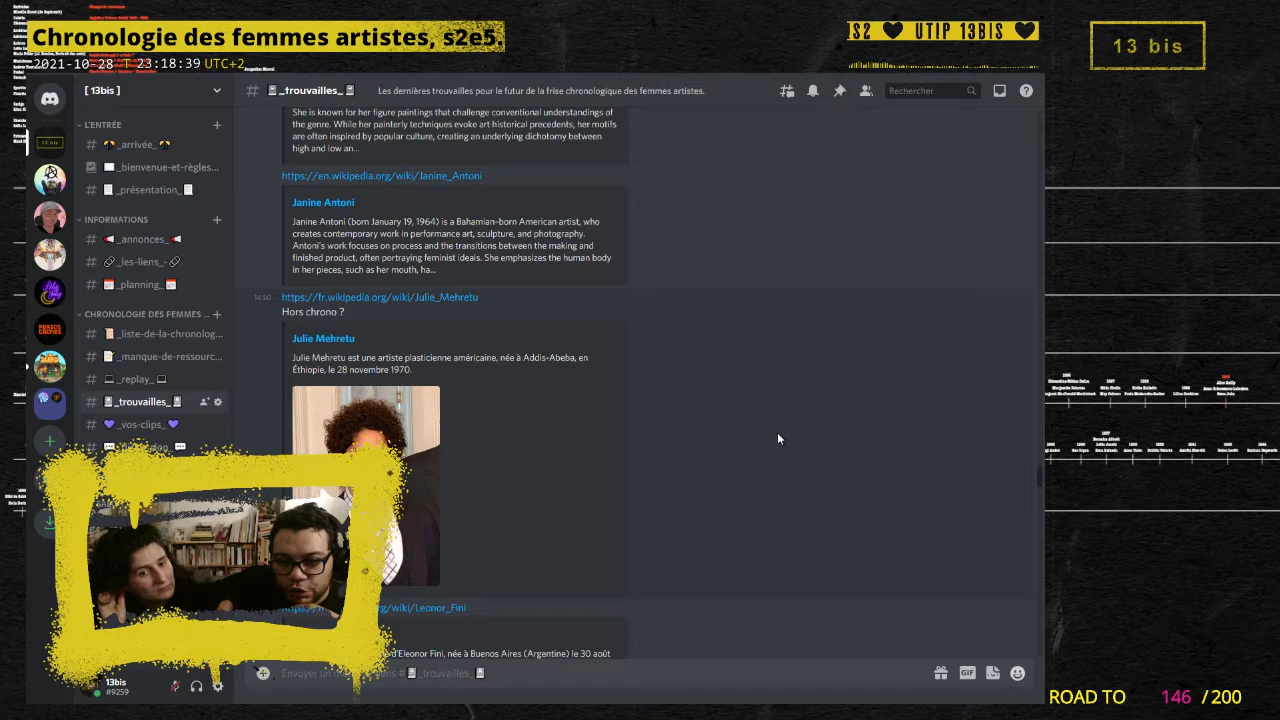 Chronologie des femmes artistes, s2e5
2021-10-28 T 23:18:39 UTC+2
S2 ♥ UTIP 13BIS ♥
13 bis
[ 13bis ]
L'ENTRÉE
_arrivée_
_bienvenue-et-règles...
_présentation_
INFORMATIONS
_annonces_
_les-liens_-
_planning_
CHRONOLOGIE DES FEMMES ...
_liste-de-la-chronolog...
_manque-de-ressourc...
_replay_
_trouvailles_
_vos-clips_
_trouvailles_
Les dernières trouvailles pour le futur de la frise chronologique des femmes artistes.
Rechercher
She is known for her figure paintings that challenge conventional understandings of
the genre. While her painterly techniques evoke art historical precedents, her motifs
are often inspired by popular culture, creating an underlying dichotomy between
high and low an...
https://en.wikipedia.org/wiki/Janine_Antoni
Janine Antoni
Janine Antoni (born January 19, 1964) is a Bahamian–born American artist, who
creates contemporary work in performance art, sculpture, and photography.
Antoni's work focuses on process and the transitions between the making and
finished product, often portraying feminist ideals. She emphasizes the human body
in her pieces, such as her mouth, ha...
14:50 https://fr.wikipedia.org/wiki/Julie_Mehretu
Hors chrono ?
Julie Mehretu
Julie Mehretu est une artiste plasticienne américaine, née à Addis-Abeba, en
Éthiopie, le 28 novembre 1970.
rg/wiki/Leonor_Fini
d'Eleonor Fini, née à Buenos Aires (Argentine) le 30 août
Envoyer un m
_trouvailles_
GIF
13bis
#9259
ROAD TO 146 / 200